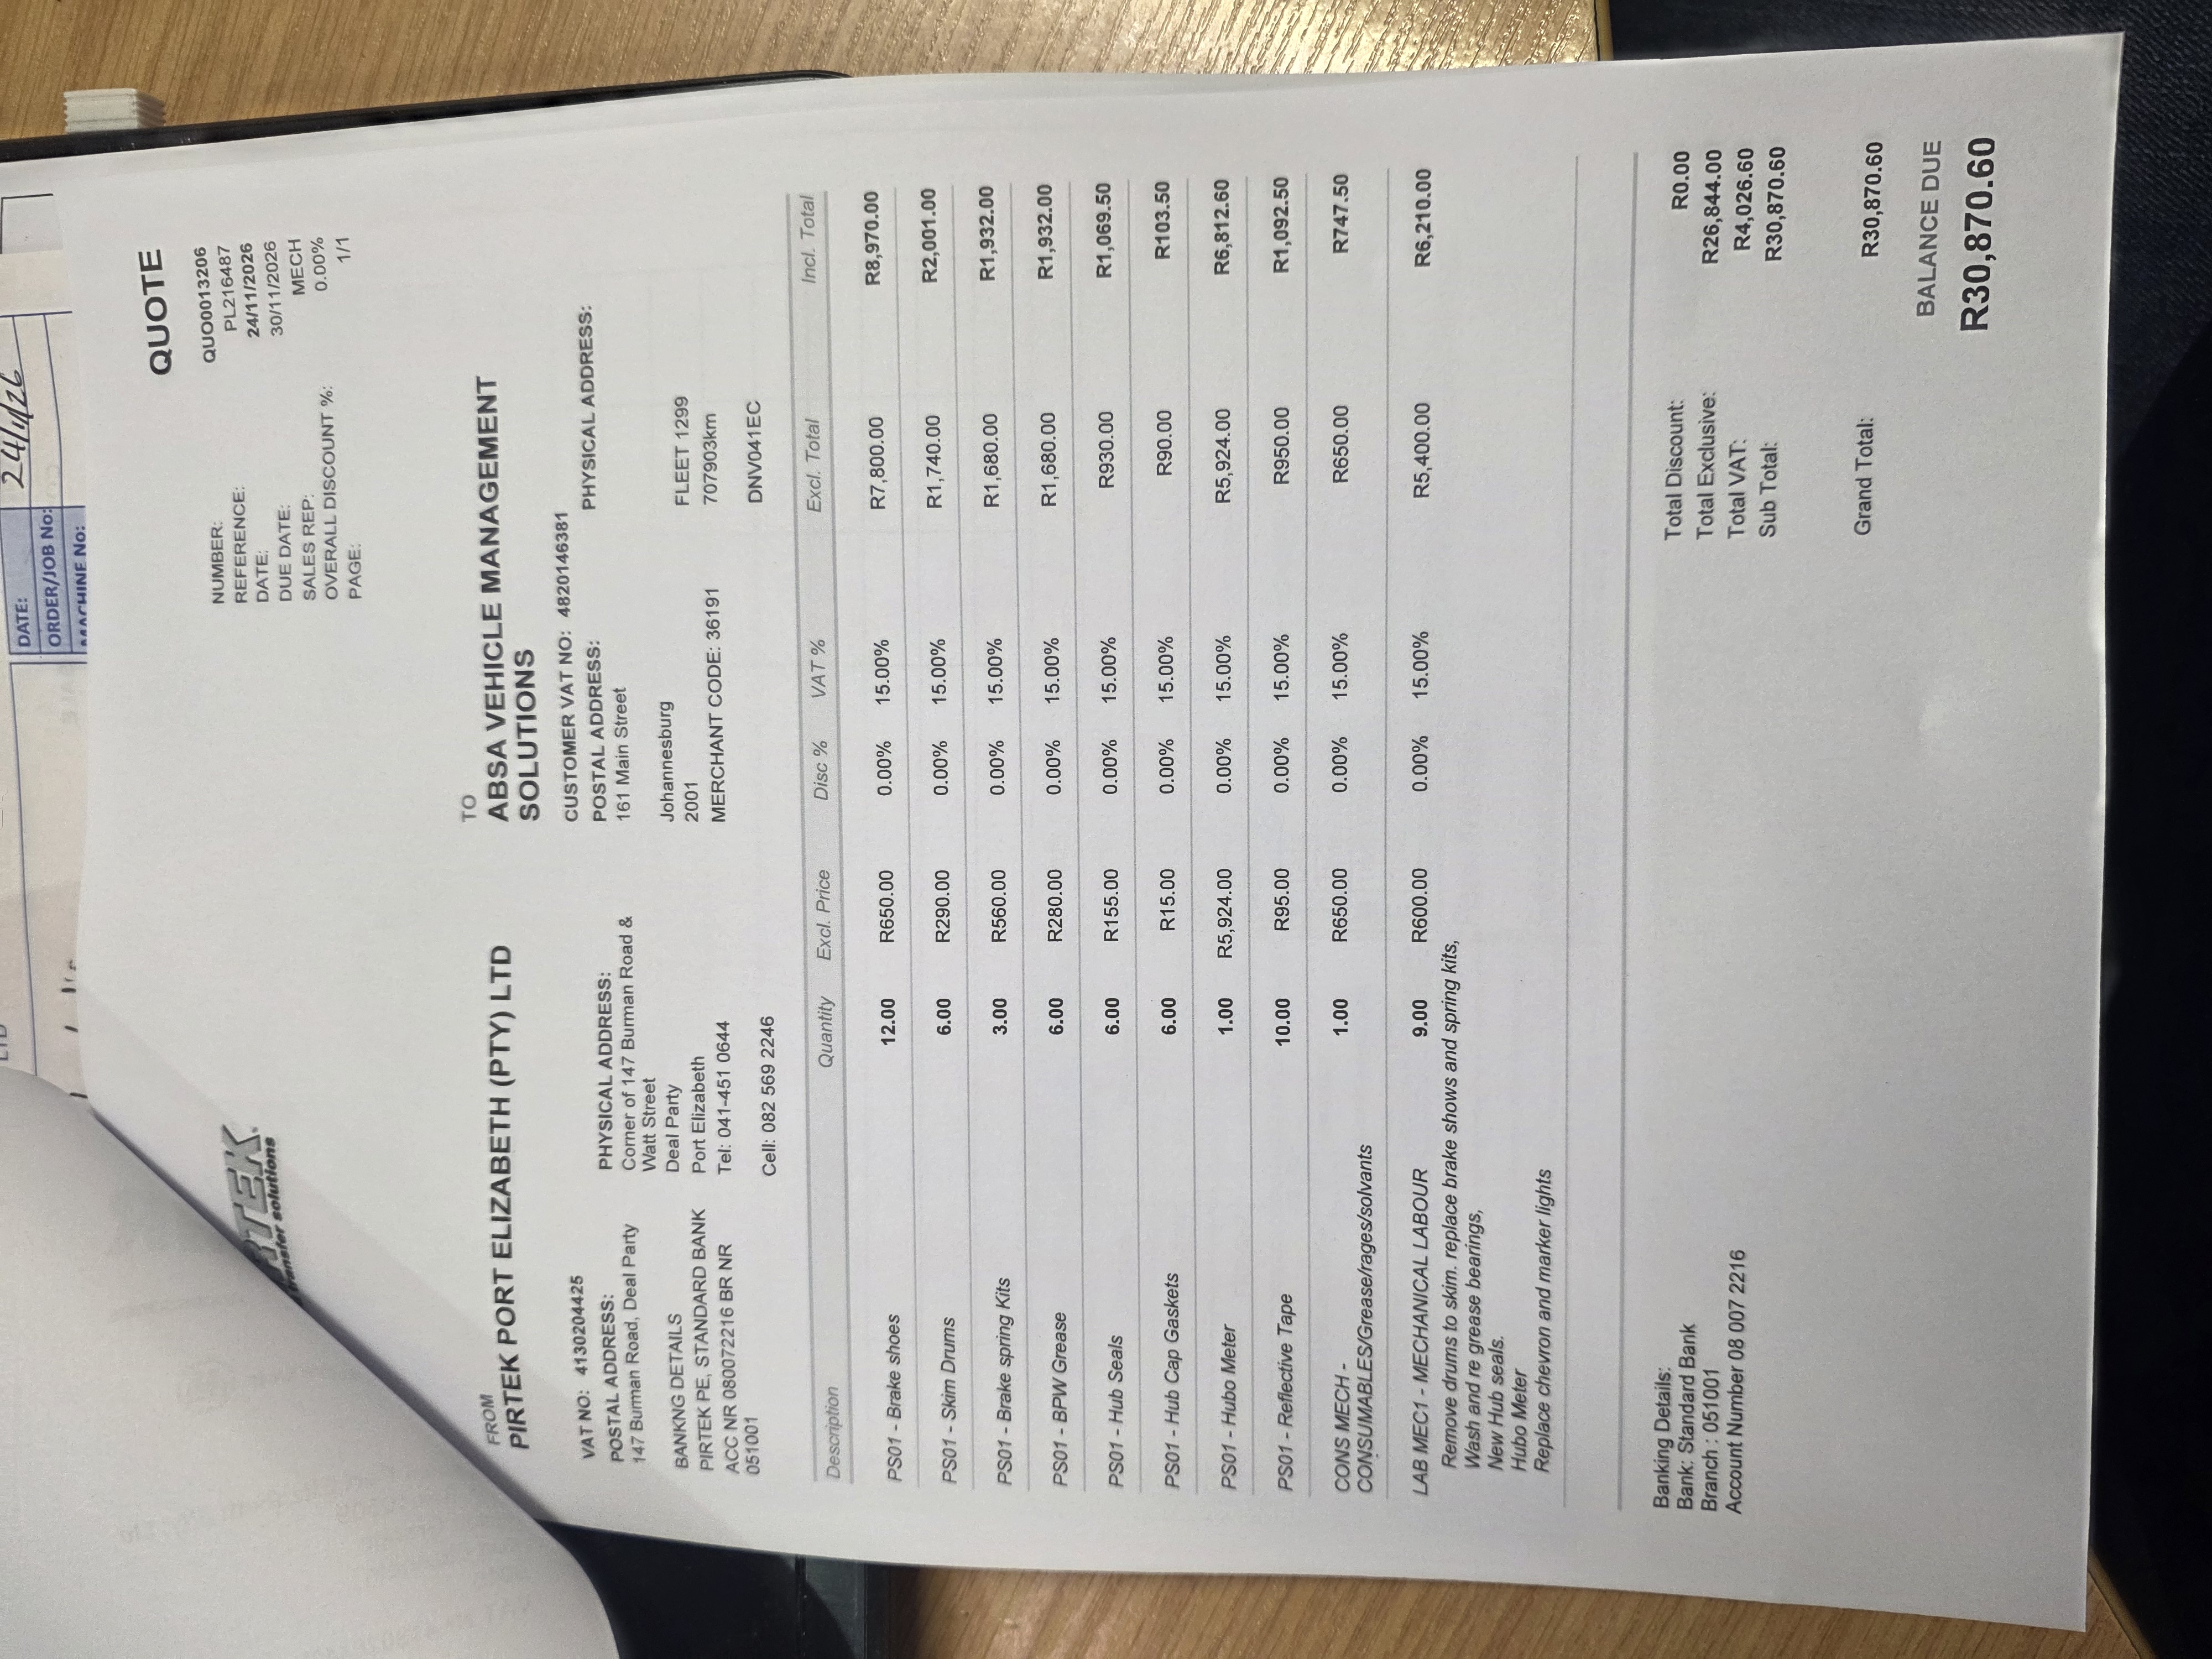 LTD
DATE: 24/1/26
ORDER/JOB No:
MACHINE No:
QUOTE
NUMBER: QUO0013206
REFERENCE: PL216487
DATE: 24/11/2026
DUE DATE: 30/11/2026
SALES REP: MECH
OVERALL DISCOUNT %: 0.00%
PAGE: 1/1
RTEK
transfer solutions
FROM
PIRTEK PORT ELIZABETH (PTY) LTD
VAT NO: 4130204425
POSTAL ADDRESS:
147 Burman Road, Deal Party
BANKNG DETAILS
PIRTEK PE, STANDARD BANK
ACC NR 080072216 BR NR
051001
PHYSICAL ADDRESS:
Corner of 147 Burman Road &
Watt Street
Deal Party
Port Elizabeth
Tel: 041-451 0644
Cell: 082 569 2246
TO
ABSA VEHICLE MANAGEMENT
SOLUTIONS
CUSTOMER VAT NO: 4820146381
POSTAL ADDRESS:
161 Main Street
Johannesburg
2001
MERCHANT CODE: 36191
PHYSICAL ADDRESS:
FLEET 1299
707903km
DNV041EC
Description Quantity Excl. Price Disc % VAT % Excl. Total Incl. Total
PS01 - Brake shoes 12.00 R650.00 0.00% 15.00% R7,800.00 R8,970.00
PS01 - Skim Drums 6.00 R290.00 0.00% 15.00% R1,740.00 R2,001.00
PS01 - Brake spring Kits 3.00 R560.00 0.00% 15.00% R1,680.00 R1,932.00
PS01 - BPW Grease 6.00 R280.00 0.00% 15.00% R1,680.00 R1,932.00
PS01 - Hub Seals 6.00 R155.00 0.00% 15.00% R930.00 R1,069.50
PS01 - Hub Cap Gaskets 6.00 R15.00 0.00% 15.00% R90.00 R103.50
PS01 - Hubo Meter 1.00 R5,924.00 0.00% 15.00% R5,924.00 R6,812.60
PS01 - Reflective Tape 10.00 R95.00 0.00% 15.00% R950.00 R1,092.50
CONS MECH - 1.00 R650.00 0.00% 15.00% R650.00 R747.50
CONSUMABLES/Grease/rages/solvants
LAB MEC1 - MECHANICAL LABOUR 9.00 R600.00 0.00% 15.00% R5,400.00 R6,210.00
Remove drums to skim. replace brake shows and spring kits,
Wash and re grease bearings,
New Hub seals.
Hubo Meter
Replace chevron and marker lights
Banking Details:
Bank: Standard Bank
Branch : 051001
Account Number 08 007 2216
Total Discount: R0.00
Total Exclusive: R26,844.00
Total VAT: R4,026.60
Sub Total: R30,870.60
Grand Total: R30,870.60
BALANCE DUE
R30,870.60